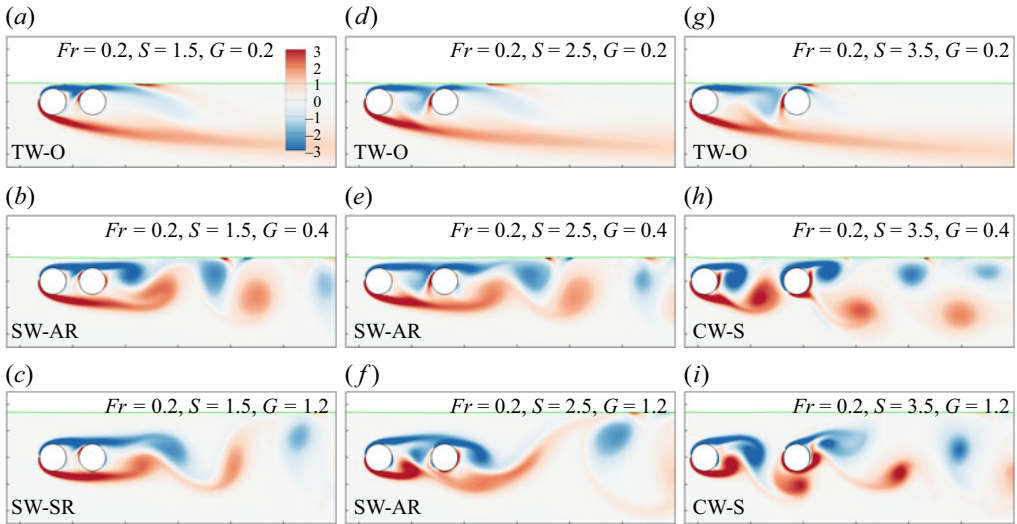 (a)
Fr = 0.2, S = 1.5, G = 0.2
3
2
1
0
–1
–2
–3
TW-O
(d)
Fr = 0.2, S = 2.5, G = 0.2
TW-O
(g)
Fr = 0.2, S = 3.5, G = 0.2
TW-O
(b)
Fr = 0.2, S = 1.5, G = 0.4
SW-AR
(e)
Fr = 0.2, S = 2.5, G = 0.4
SW-AR
(h)
Fr = 0.2, S = 3.5, G = 0.4
CW-S
(c)
Fr = 0.2, S = 1.5, G = 1.2
SW-SR
(f)
Fr = 0.2, S = 2.5, G = 1.2
SW-AR
(i)
Fr = 0.2, S = 3.5, G = 1.2
CW-S